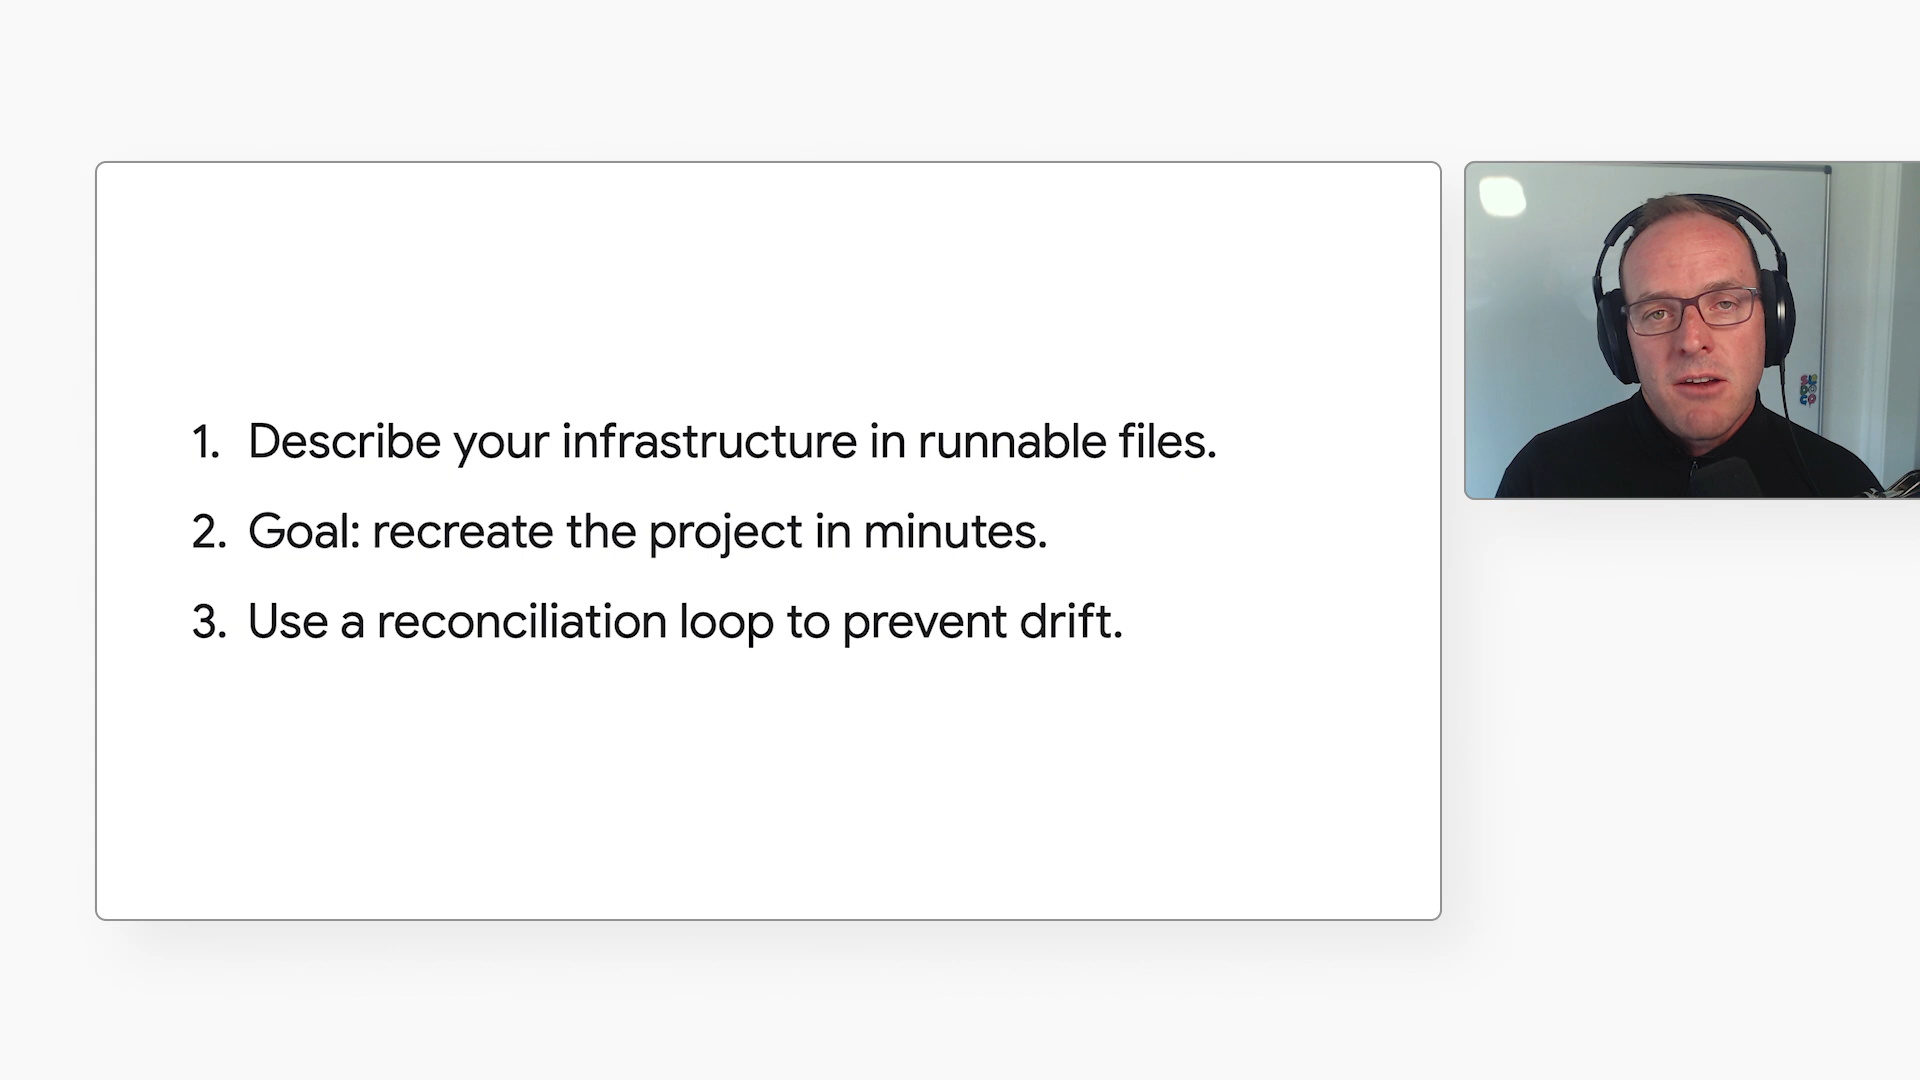 1. Describe your infrastructure in runnable files.
2. Goal: recreate the project in minutes.
3. Use a reconciliation loop to prevent drift.